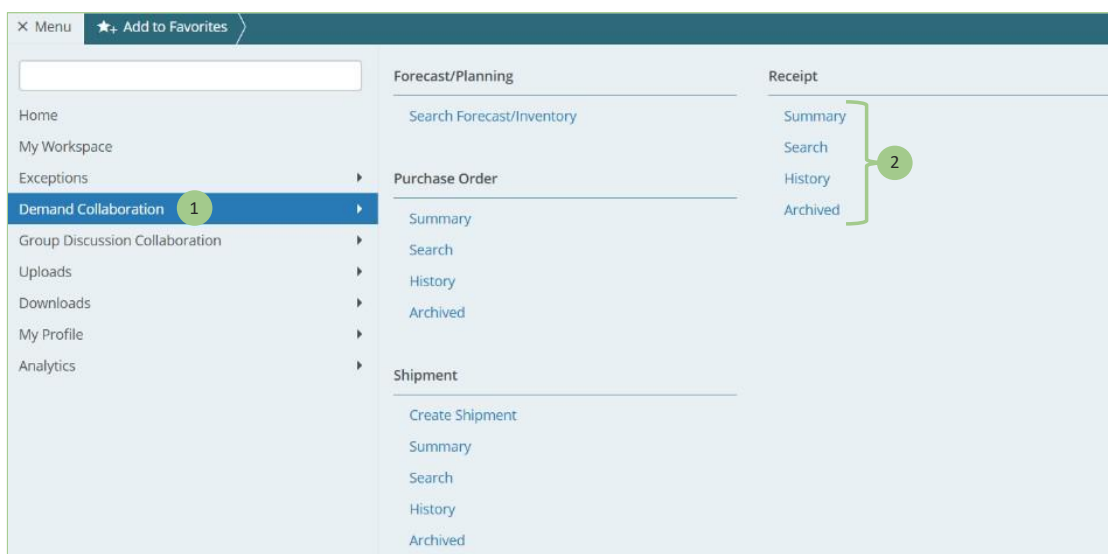 × Menu
★+ Add to Favorites
Home
My Workspace
Exceptions
Demand Collaboration 1
Group Discussion Collaboration
Uploads
Downloads
My Profile
Analytics
Forecast/Planning
Search Forecast/Inventory
Purchase Order
Summary
Search
History
Archived
Shipment
Create Shipment
Summary
Search
History
Archived
Receipt
Summary
Search
History
Archived
2